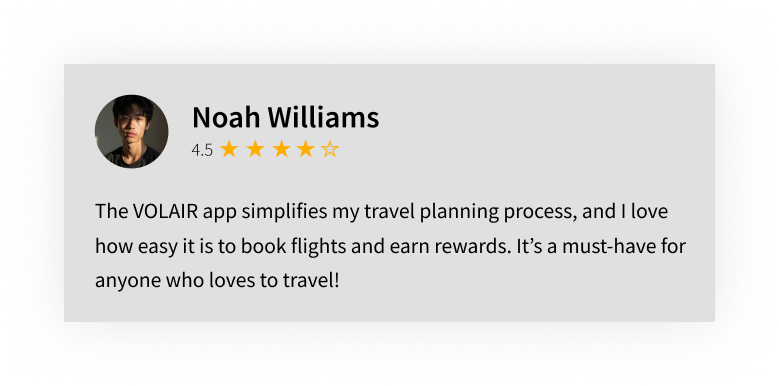 Noah Williams
4.5 ★ ★ ★ ★ ☆
The VOLAIR app simplifies my travel planning process, and I love
how easy it is to book flights and earn rewards. It’s a must-have for
anyone who loves to travel!